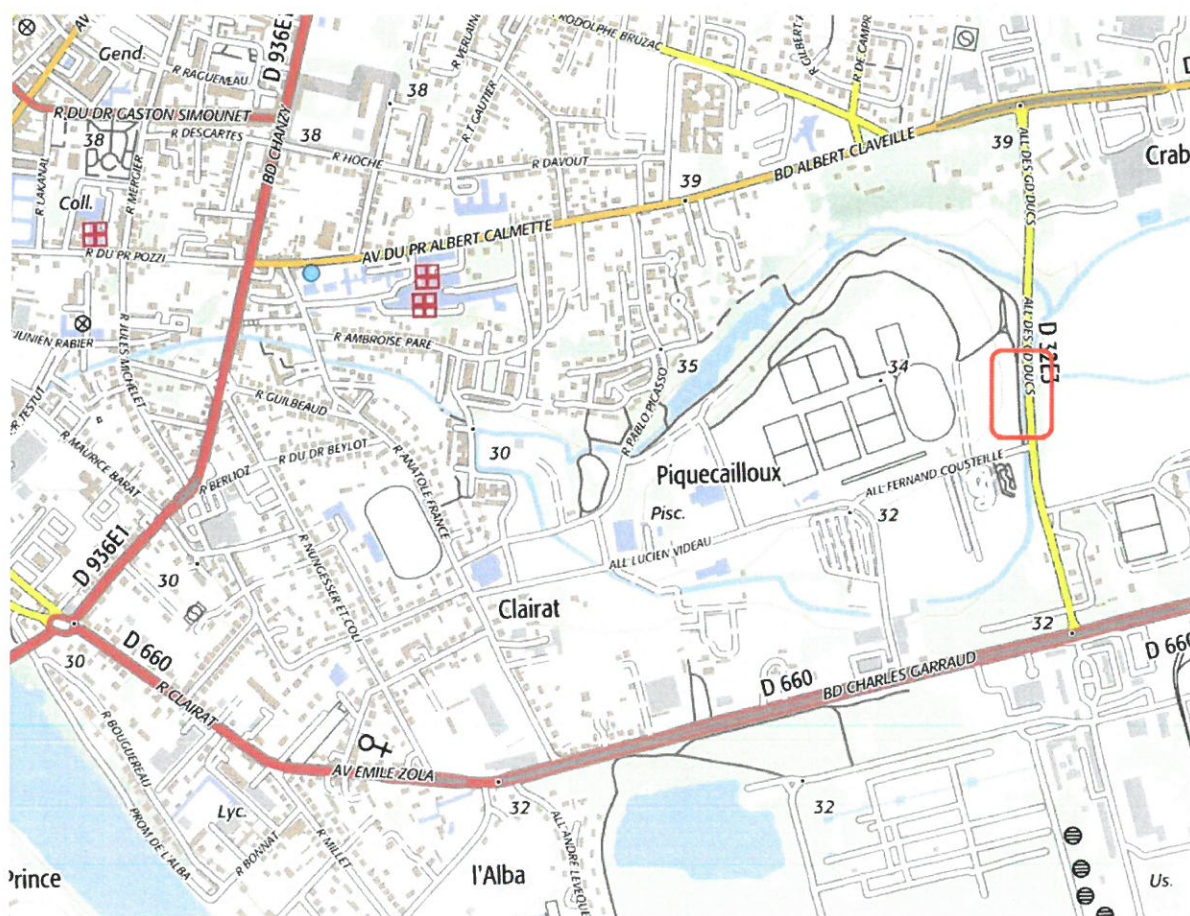 AV
Gend.
D 936E1
R VERLAINE
RODOLPHE BRUZAC
R DE CAMPR
R RAGUENEAU
38
R DU DR GASTON SIMOUNET
R DESCARTES
38
38
R T GAUTIER
R HOCHE
R DAVOUT
BD ALBERT CLAVEILLE
39
ALL DES GD DUCS
Crab
R LAKANAL
R MERCIER
BD CHANZY
39
Coll.
AV DU PR ALBERT CALMETTE
R DU PR POZZI
ALL DES GD DUCS
D 32E3
JUNIEN RABIER
R JULES MICHELET
R AMBROISE PARE
35
34
R PABLO PICASSO
PR TESTUT
R GUILBEAUD
R MAURICE BARAT
R DU DR BEYLOT
30
R BERLIOZ
R ANATOLE FRANCE
Piquecailloux
ALL FERNAND COUSTEILLE
Pisc.
32
D 936E1
30
R NUNGESSER ET COLI
ALL LUCIEN VIDEAU
Clairat
32
30
D 660
D 660
D 660
BD CHARLES GARRAUD
R CLAIRAT
R BOUGUEREAU
AV EMILE ZOLA
32
32
PROM DE L'ALBA
Lyc.
R BONNAT
R MILLET
ALL ANDRE LEVEQUE
l'Alba
Prince
Us.